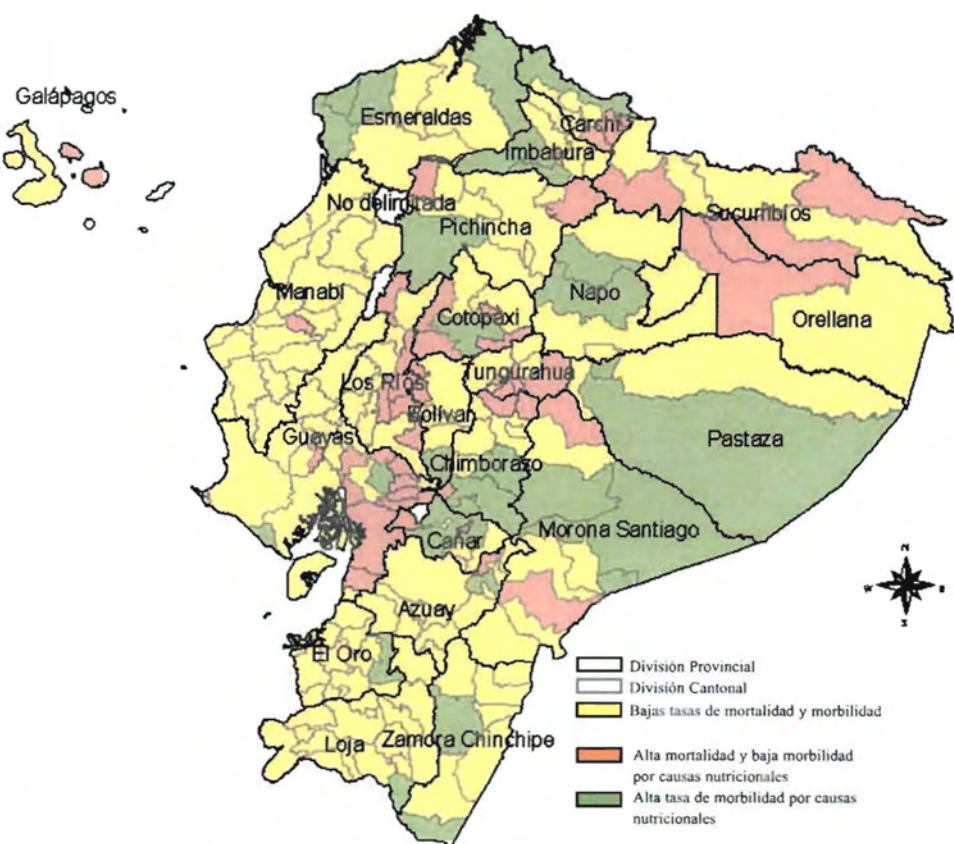 Galápagos
Esmeraldas
Carchi
Imbabura
No delimitada
Sucumbíos
Pichincha
Manabí
Napo
Cotopaxi
Orellana
Los Ríos
Tungurahua
Bolívar
Guayas
Pastaza
Chimborazo
Morona Santiago
Cañar
Azuay
El Oro
Loja
Zamora Chinchipe
N
W
E
S
División Provincial
División Cantonal
Bajas tasas de mortalidad y morbilidad
Alta mortalidad y baja morbilidad
por causas nutricionales
Alta tasa de morbilidad por causas
nutricionales